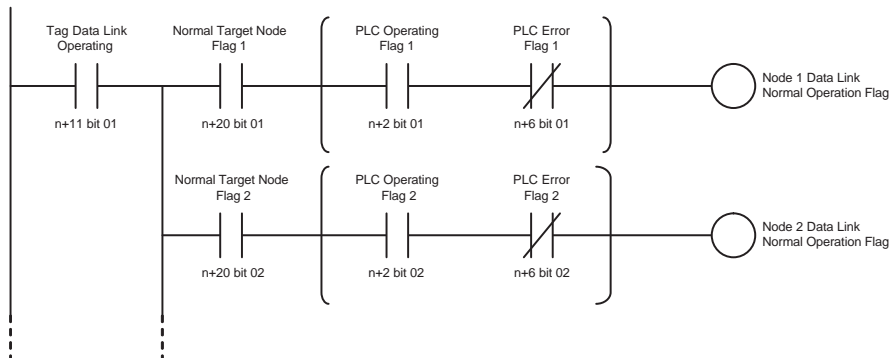 Tag Data Link
Operating
Normal Target Node
Flag 1
PLC Operating
Flag 1
PLC Error
Flag 1
Node 1 Data Link
Normal Operation Flag
n+11 bit 01
n+20 bit 01
n+2 bit 01
n+6 bit 01
Normal Target Node
Flag 2
PLC Operating
Flag 2
PLC Error
Flag 2
Node 2 Data Link
Normal Operation Flag
n+20 bit 02
n+2 bit 02
n+6 bit 02